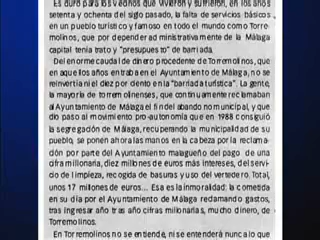 Es duro para los vecinos que vivieron y sufrieron, en los años
setenta y ochenta del siglo pasado, la falta de servicios básicos
en un pueblo turístico y famoso en todo el mundo como Torre
molinos, que por depender administrativamente de la Málaga
capital tenía trato y "presupuesto" de barriada.
Del enorme caudal de dinero procedente de Torremolinos, que
en aquellos años entraba en el Ayuntamiento de Málaga, no se
reinvertía ni el diez por ciento en la "barriada turística". La gente,
la mayoría de torremolinenses, que continuamente reclamaban
al Ayuntamiento de Málaga el fin del abandono municipal, y que
dio paso al movimiento pro-autonomía que en 1988 consiguió
la segregación de Málaga, recuperando la municipalidad de su
pueblo, se ponen ahora las manos en la cabeza por la reclama-
ción por parte del Ayuntamiento malagueño del pago de una
cifra millonaria, diez millones de euros más intereses, del servi-
cio de limpieza, recogida de basuras y uso del vertedero. Total,
unos 17 millones de euros... Esa es la inmoralidad: la cometida
en su día por el Ayuntamiento de Málaga reclamando gastos,
tras ingresar año tras año cifras millonarias, mucho dinero, de
Torremolinos.
En Torremolinos no se entiende, ni se entenderá nunca lo que